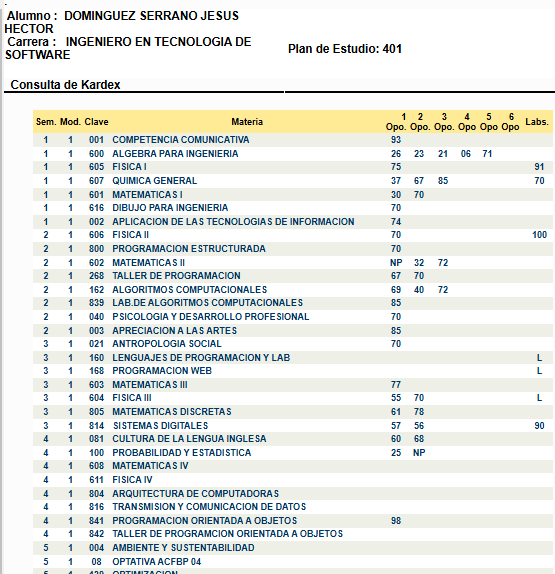 Alumno : DOMINGUEZ SERRANO JESUS
HECTOR
Carrera : INGENIERO EN TECNOLOGIA DE
SOFTWARE
Plan de Estudio: 401
Consulta de Kardex
Sem. Mod. Clave Materia 1 Opo. 2 Opo. 3 Opo. 4 Opo. 5 Opo 6 Opo Labs.
1 1 001 COMPETENCIA COMUNICATIVA 93
1 1 600 ALGEBRA PARA INGENIERIA 26 23 21 06 71
1 1 605 FISICA I 75 91
1 1 607 QUIMICA GENERAL 37 67 85 70
1 1 601 MATEMATICAS I 30 70
1 1 616 DIBUJO PARA INGENIERIA 70
1 1 002 APLICACION DE LAS TECNOLOGIAS DE INFORMACION 74
2 1 606 FISICA II 70 100
2 1 800 PROGRAMACION ESTRUCTURADA 70
2 1 602 MATEMATICAS II NP 32 72
2 1 268 TALLER DE PROGRAMACION 67 70
2 1 162 ALGORITMOS COMPUTACIONALES 69 40 72
2 1 839 LAB.DE ALGORITMOS COMPUTACIONALES 85
2 1 040 PSICOLOGIA Y DESARROLLO PROFESIONAL 70
2 1 003 APRECIACION A LAS ARTES 85
3 1 021 ANTROPOLOGIA SOCIAL 70
3 1 160 LENGUAJES DE PROGRAMACION Y LAB L
3 1 168 PROGRAMACION WEB L
3 1 603 MATEMATICAS III 77
3 1 604 FISICA III 55 70 L
3 1 805 MATEMATICAS DISCRETAS 61 78
3 1 814 SISTEMAS DIGITALES 57 56 90
4 1 081 CULTURA DE LA LENGUA INGLESA 60 68
4 1 100 PROBABILIDAD Y ESTADISTICA 25 NP
4 1 608 MATEMATICAS IV
4 1 611 FISICA IV
4 1 804 ARQUITECTURA DE COMPUTADORAS
4 1 816 TRANSMISION Y COMUNICACION DE DATOS
4 1 841 PROGRAMACION ORIENTADA A OBJETOS 98
4 1 842 TALLER DE PROGRAMCION ORIENTADA A OBJETOS
5 1 004 AMBIENTE Y SUSTENTABILIDAD
5 1 08 OPTATIVA ACFBP 04